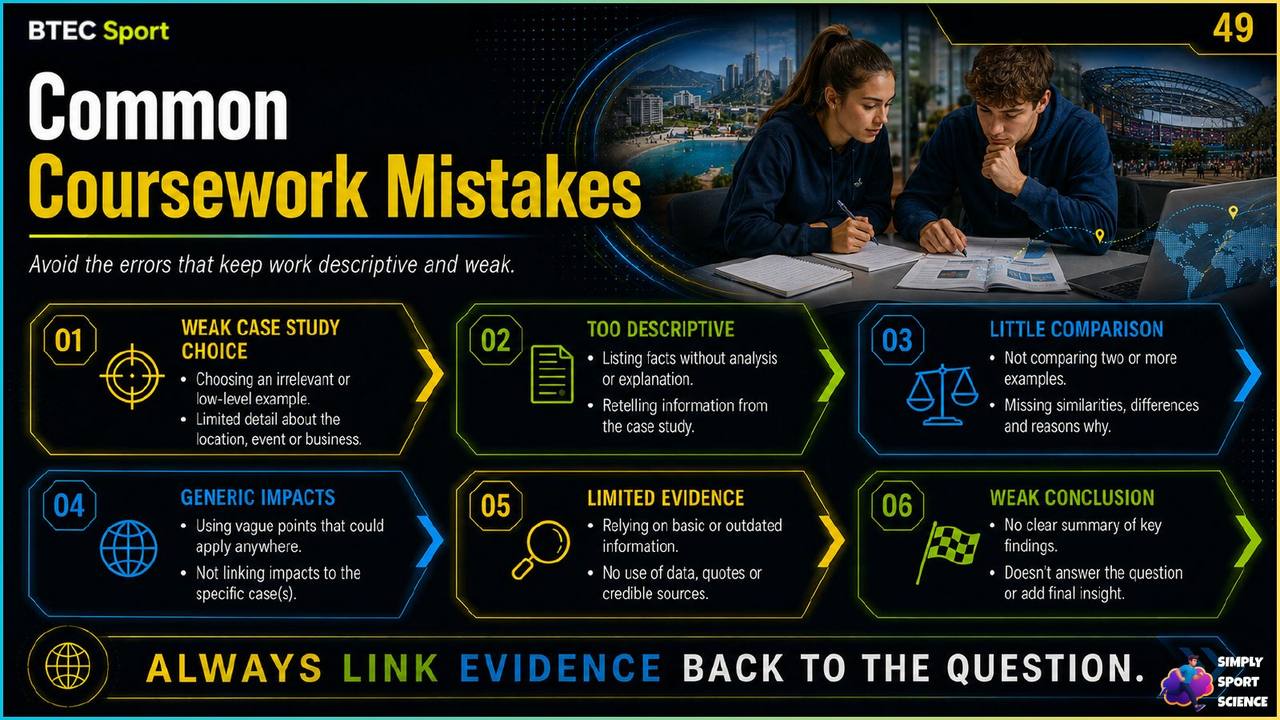 BTEC Sport
49
Common
Coursework Mistakes
Avoid the errors that keep work descriptive and weak.
01
WEAK CASE STUDY
CHOICE
• Choosing an irrelevant or
low-level example.
• Limited detail about the
location, event or business.
02
TOO DESCRIPTIVE
• Listing facts without analysis
or explanation.
• Retelling information from
the case study.
03
LITTLE COMPARISON
• Not comparing two or more
examples.
• Missing similarities, differences
and reasons why.
04
GENERIC IMPACTS
• Using vague points that could
apply anywhere.
• Not linking impacts to the
specific case(s).
05
LIMITED EVIDENCE
• Relying on basic or outdated
information.
• No use of data, quotes or
credible sources.
06
WEAK CONCLUSION
• No clear summary of key
findings.
• Doesn't answer the question
or add final insight.
ALWAYS LINK EVIDENCE BACK TO THE QUESTION.
SIMPLY
SPORT
SCIENCE